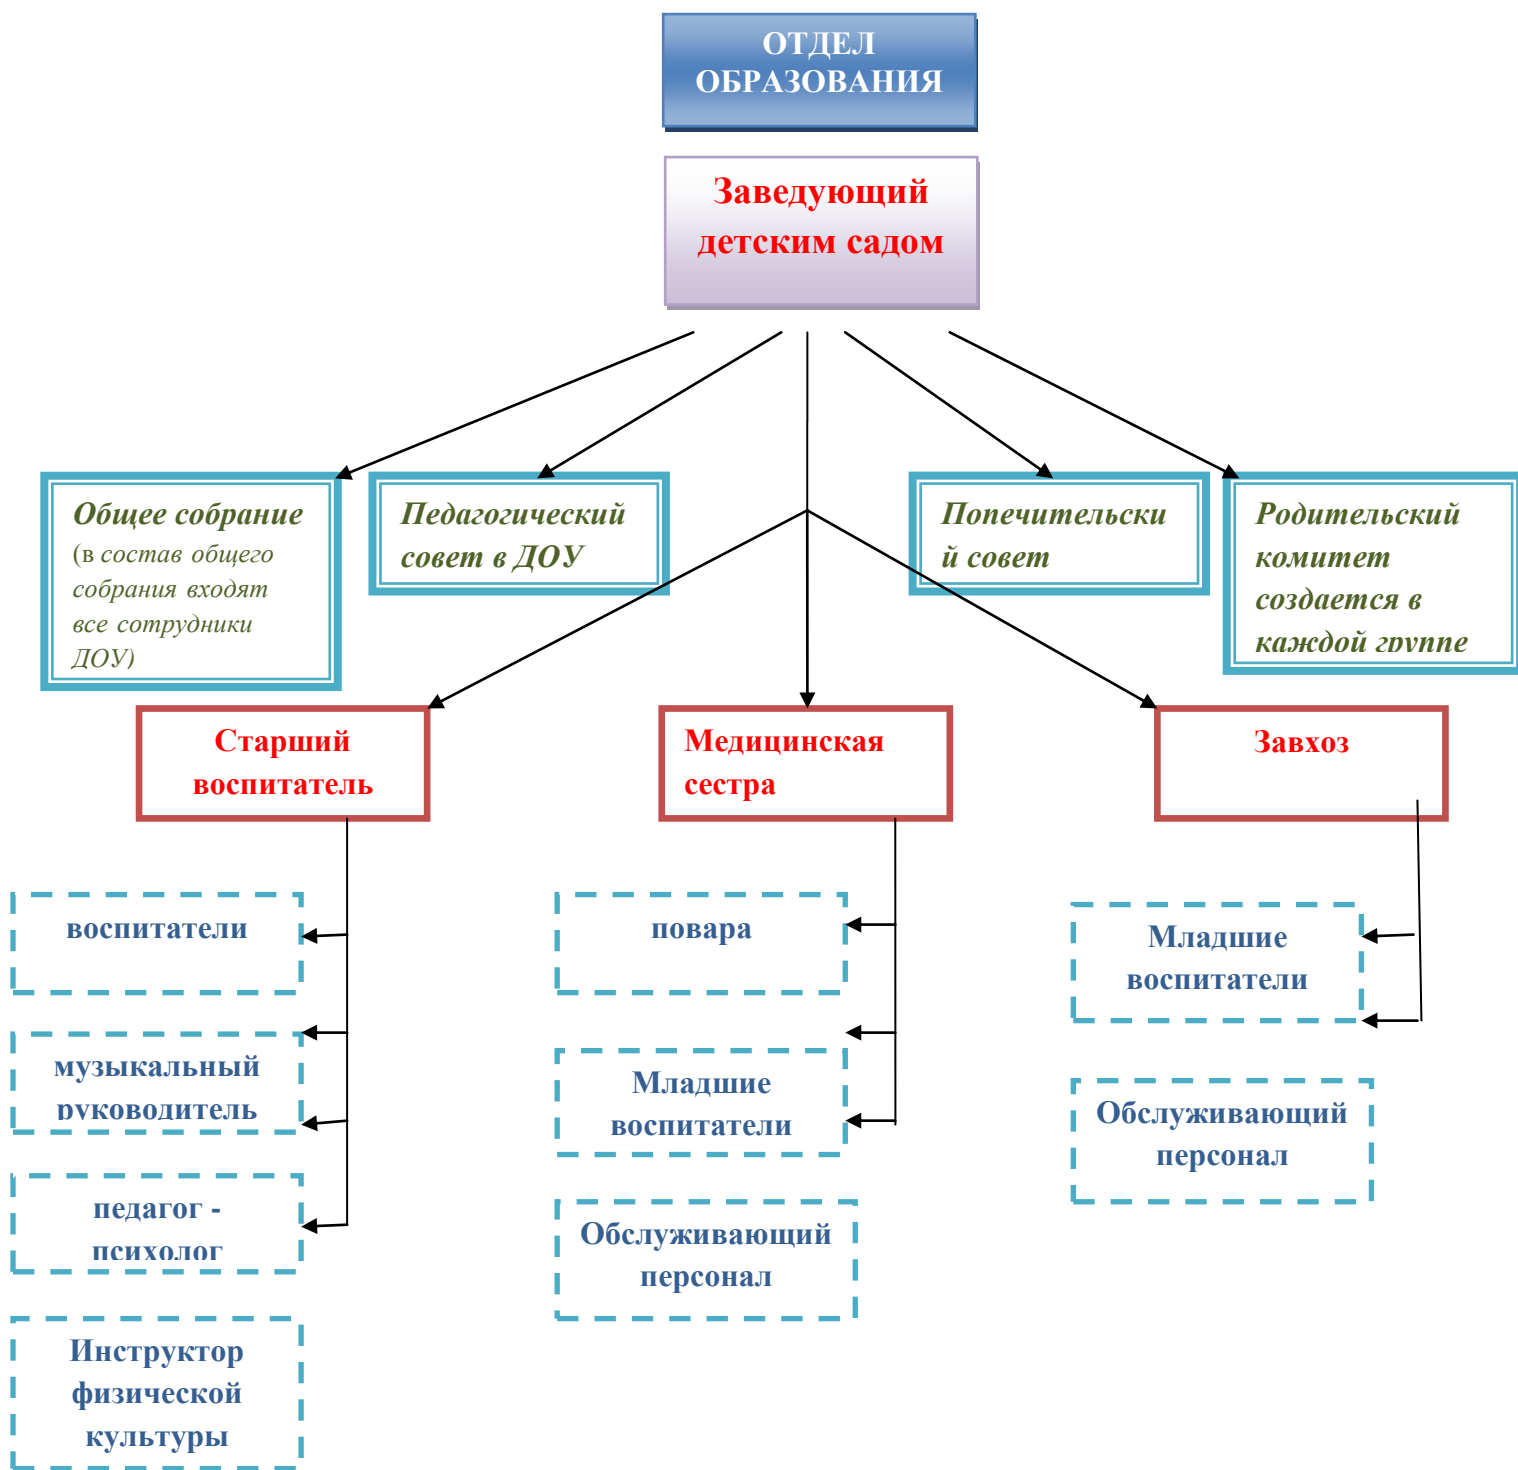 ОТДЕЛ
ОБРАЗОВАНИЯ
Заведующий
детским садом
Общее собрание
(в состав общего
собрания входят
все сотрудники
ДОУ)
Педагогический
совет в ДОУ
Попечительски
й совет
Родительский
комитет
создается в
каждой группе
Старший
воспитатель
Медицинская
сестра
Завхоз
воспитатели
музыкальный
руководитель
педагог -
психолог
Инструктор
физической
культуры
повара
Младшие
воспитатели
Обслуживающий
персонал
Младшие
воспитатели
Обслуживающий
персонал